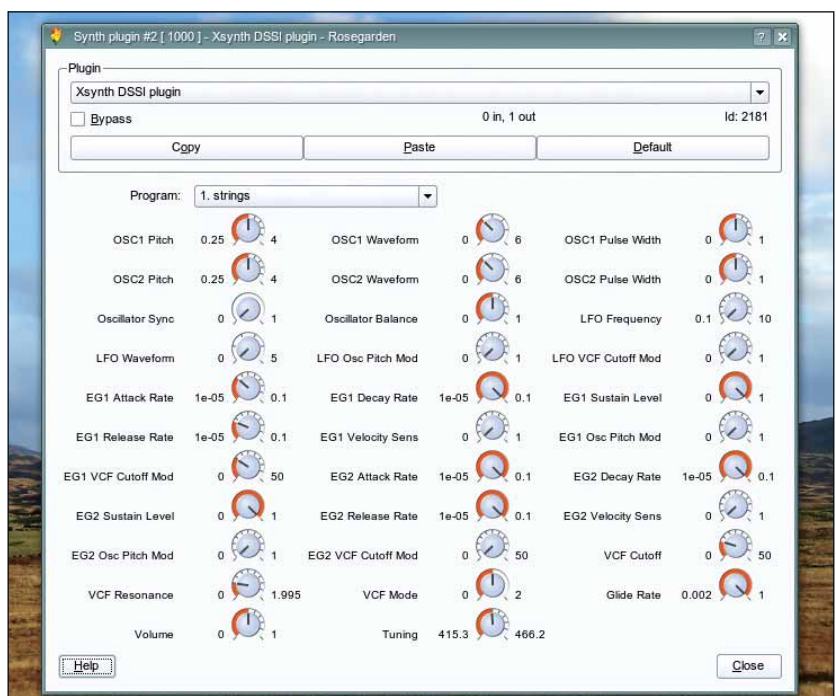 Synth plugin #2 [ 1000 ] - Xsynth DSSI plugin - Rosegarden ? x
Plugin
Xsynth DSSI plugin
Bypass 0 in, 1 out Id: 2181
Copy Paste Default
Program: 1. strings
OSC1 Pitch 0.25 4 OSC1 Waveform 0 6 OSC1 Pulse Width 0 1
OSC2 Pitch 0.25 4 OSC2 Waveform 0 6 OSC2 Pulse Width 0 1
Oscillator Sync 0 1 Oscillator Balance 0 1 LFO Frequency 0.1 10
LFO Waveform 0 5 LFO Osc Pitch Mod 0 1 LFO VCF Cutoff Mod 0 1
EG1 Attack Rate 1e-05 0.1 EG1 Decay Rate 1e-05 0.1 EG1 Sustain Level 0 1
EG1 Release Rate 1e-05 0.1 EG1 Velocity Sens 0 1 EG1 Osc Pitch Mod 0 1
EG1 VCF Cutoff Mod 0 50 EG2 Attack Rate 1e-05 0.1 EG2 Decay Rate 1e-05 0.1
EG2 Sustain Level 0 1 EG2 Release Rate 1e-05 0.1 EG2 Velocity Sens 0 1
EG2 Osc Pitch Mod 0 1 EG2 VCF Cutoff Mod 0 50 VCF Cutoff 0 50
VCF Resonance 0 1.995 VCF Mode 0 2 Glide Rate 0.002 1
Volume 0 1 Tuning 415.3 466.2
Help Close